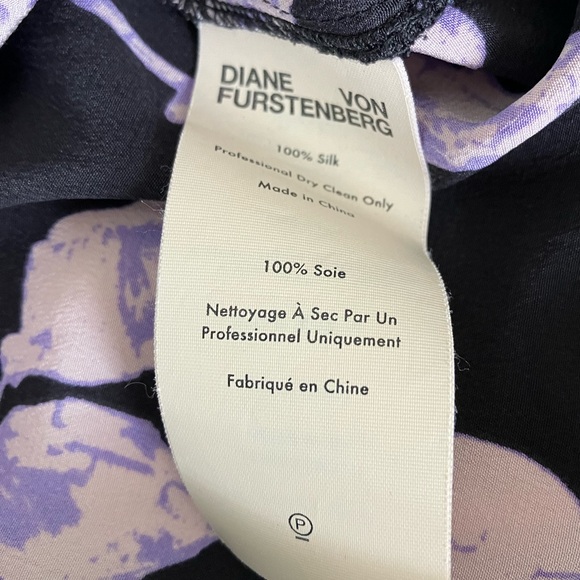 DIANE VON
FURSTENBERG
100% Silk
Professional Dry Clean Only
Made in China
100% Soie
Nettoyage À Sec Par Un
Professionnel Uniquement
Fabriqué en Chine
P